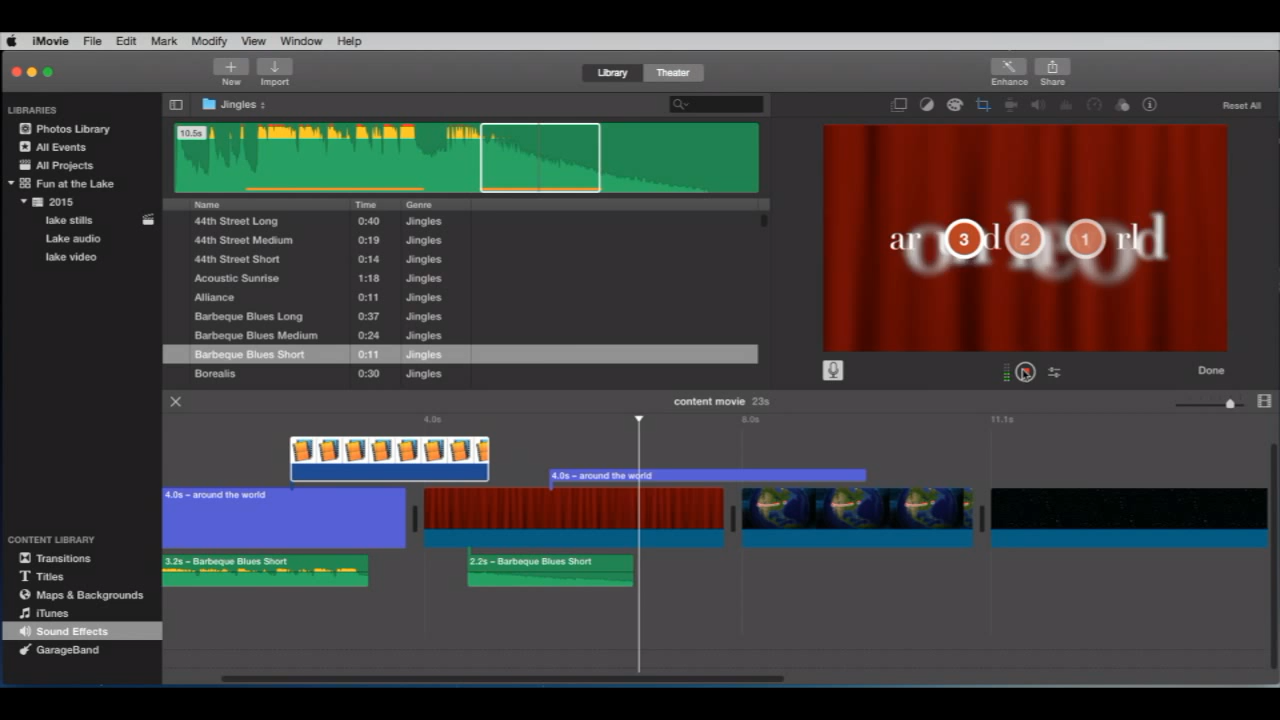 iMovie File Edit Mark Modify View Window Help
New Import Library Theater Enhance Share
LIBRARIES
Photos Library
All Events
All Projects
Fun at the Lake
2015
lake stills
Lake audio
lake video
CONTENT LIBRARY
Transitions
Titles
Maps & Backgrounds
iTunes
Sound Effects
GarageBand
Jingles
10.5s
Name Time Genre
44th Street Long 0:40 Jingles
44th Street Medium 0:19 Jingles
44th Street Short 0:14 Jingles
Acoustic Sunrise 1:18 Jingles
Alliance 0:11 Jingles
Barbeque Blues Long 0:37 Jingles
Barbeque Blues Medium 0:24 Jingles
Barbeque Blues Short 0:11 Jingles
Borealis 0:30 Jingles
Reset All
ar 3 d 2 1 rld
Done
content movie 23s
4.0s 8.0s 11.1s
4.0s – around the world
4.0s – around the world
3.2s – Barbeque Blues Short
2.2s – Barbeque Blues Short